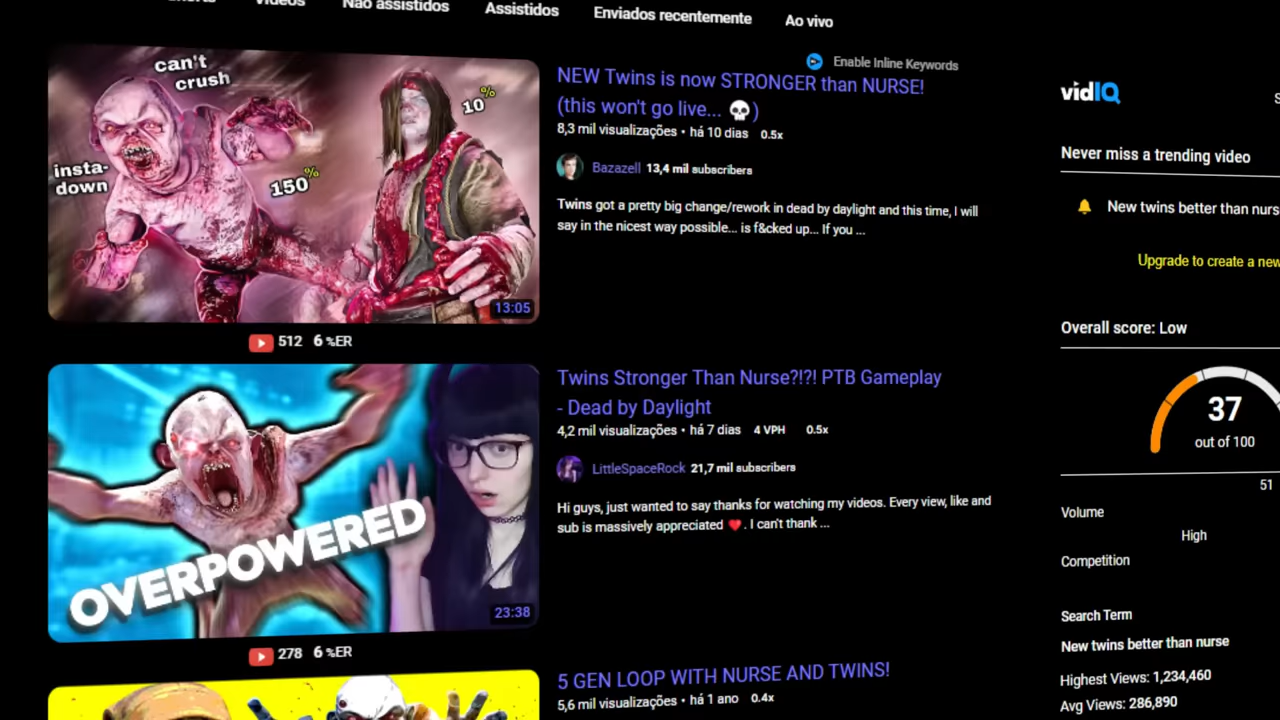 Vídeos
Não assistidos
Assistidos
Enviados recentemente
Ao vivo
can't
crush
10%
insta-
down
150%
13:05
512 6 %ER
Enable Inline Keywords
NEW Twins is now STRONGER than NURSE!
(this won't go live... 💀)
8,3 mil visualizações • há 10 dias 0.5x
Bazazell 13,4 mil subscribers
Twins got a pretty big change/rework in dead by daylight and this time, I will
say in the nicest way possible... is f&cked up... If you ...
OVERPOWERED
23:38
278 6 %ER
Twins Stronger Than Nurse?!?! PTB Gameplay
- Dead by Daylight
4,2 mil visualizações • há 7 dias 4 VPH 0.5x
LittleSpaceRock 21,7 mil subscribers
Hi guys, just wanted to say thanks for watching my videos. Every view, like and
sub is massively appreciated ❤️. I can't thank ...
5 GEN LOOP WITH NURSE AND TWINS!
5,6 mil visualizações • há 1 ano 0.4x
vidIQ
Never miss a trending video
New twins better than nurs
Upgrade to create a new
Overall score: Low
37
out of 100
51
Volume
High
Competition
Search Term
New twins better than nurse
Highest Views: 1,234,460
Avg Views: 286,890